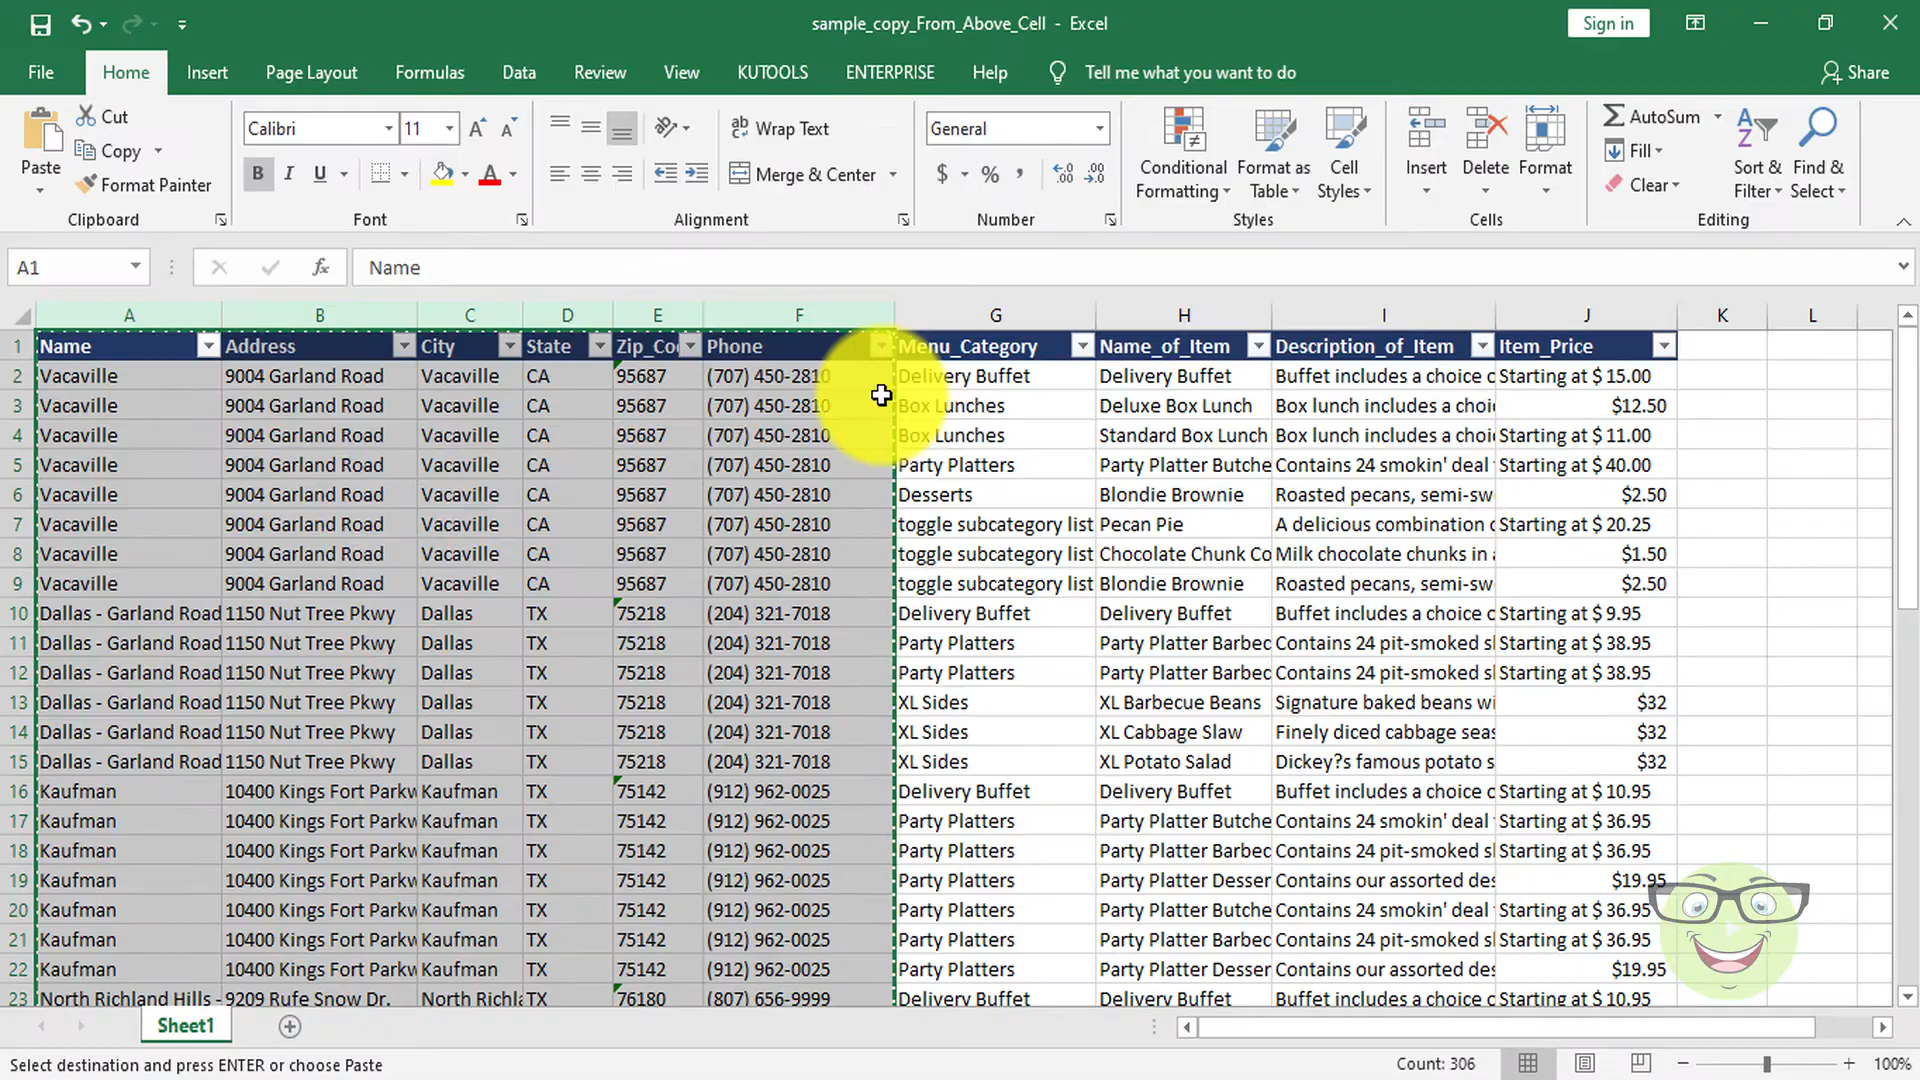 sample_copy_From_Above_Cell - Excel
Sign in
File Home Insert Page Layout Formulas Data Review View KUTOOLS ENTERPRISE Help Tell me what you want to do Share
Paste
Cut
Copy
Format Painter
Clipboard
Calibri 11
B I U A
Font
Wrap Text
Merge & Center
Alignment
General
$ % ,
Number
Conditional Formatting
Format as Table
Cell Styles
Styles
Insert Delete Format
Cells
AutoSum
Fill
Clear
Sort & Filter
Find & Select
Editing
A1 fx Name
A B C D E F G H I J K L
1 Name Address City State Zip_Co Phone Menu_Category Name_of_Item Description_of_Item Item_Price
2 Vacaville 9004 Garland Road Vacaville CA 95687 (707) 450-2810 Delivery Buffet Delivery Buffet Buffet includes a choice c Starting at $ 15.00
3 Vacaville 9004 Garland Road Vacaville CA 95687 (707) 450-2810 Box Lunches Deluxe Box Lunch Box lunch includes a choi $12.50
4 Vacaville 9004 Garland Road Vacaville CA 95687 (707) 450-2810 Box Lunches Standard Box Lunch Box lunch includes a choi Starting at $ 11.00
5 Vacaville 9004 Garland Road Vacaville CA 95687 (707) 450-2810 Party Platters Party Platter Butche Contains 24 smokin' deal Starting at $ 40.00
6 Vacaville 9004 Garland Road Vacaville CA 95687 (707) 450-2810 Desserts Blondie Brownie Roasted pecans, semi-sw $2.50
7 Vacaville 9004 Garland Road Vacaville CA 95687 (707) 450-2810 toggle subcategory list Pecan Pie A delicious combination c Starting at $ 20.25
8 Vacaville 9004 Garland Road Vacaville CA 95687 (707) 450-2810 toggle subcategory list Chocolate Chunk Co Milk chocolate chunks in a $1.50
9 Vacaville 9004 Garland Road Vacaville CA 95687 (707) 450-2810 toggle subcategory list Blondie Brownie Roasted pecans, semi-sw $2.50
10 Dallas - Garland Road 1150 Nut Tree Pkwy Dallas TX 75218 (204) 321-7018 Delivery Buffet Delivery Buffet Buffet includes a choice c Starting at $ 9.95
11 Dallas - Garland Road 1150 Nut Tree Pkwy Dallas TX 75218 (204) 321-7018 Party Platters Party Platter Barbec Contains 24 pit-smoked sl Starting at $ 38.95
12 Dallas - Garland Road 1150 Nut Tree Pkwy Dallas TX 75218 (204) 321-7018 Party Platters Party Platter Barbec Contains 24 pit-smoked sl Starting at $ 38.95
13 Dallas - Garland Road 1150 Nut Tree Pkwy Dallas TX 75218 (204) 321-7018 XL Sides XL Barbecue Beans Signature baked beans wi $32
14 Dallas - Garland Road 1150 Nut Tree Pkwy Dallas TX 75218 (204) 321-7018 XL Sides XL Cabbage Slaw Finely diced cabbage seas $32
15 Dallas - Garland Road 1150 Nut Tree Pkwy Dallas TX 75218 (204) 321-7018 XL Sides XL Potato Salad Dickey?s famous potato s $32
16 Kaufman 10400 Kings Fort Parkw Kaufman TX 75142 (912) 962-0025 Delivery Buffet Delivery Buffet Buffet includes a choice c Starting at $ 10.95
17 Kaufman 10400 Kings Fort Parkw Kaufman TX 75142 (912) 962-0025 Party Platters Party Platter Butche Contains 24 smokin' deal Starting at $ 36.95
18 Kaufman 10400 Kings Fort Parkw Kaufman TX 75142 (912) 962-0025 Party Platters Party Platter Barbec Contains 24 pit-smoked sl Starting at $ 36.95
19 Kaufman 10400 Kings Fort Parkw Kaufman TX 75142 (912) 962-0025 Party Platters Party Platter Desser Contains our assorted des $19.95
20 Kaufman 10400 Kings Fort Parkw Kaufman TX 75142 (912) 962-0025 Party Platters Party Platter Butche Contains 24 smokin' deal Starting at $ 36.95
21 Kaufman 10400 Kings Fort Parkw Kaufman TX 75142 (912) 962-0025 Party Platters Party Platter Barbec Contains 24 pit-smoked sl Starting at $ 36.95
22 Kaufman 10400 Kings Fort Parkw Kaufman TX 75142 (912) 962-0025 Party Platters Party Platter Desser Contains our assorted des $19.95
23 North Richland Hills - 9209 Rufe Snow Dr. North Richla TX 76180 (807) 656-9999 Delivery Buffet Delivery Buffet Buffet includes a choice c Starting at $ 10.95
Sheet1
Select destination and press ENTER or choose Paste Count: 306 100%